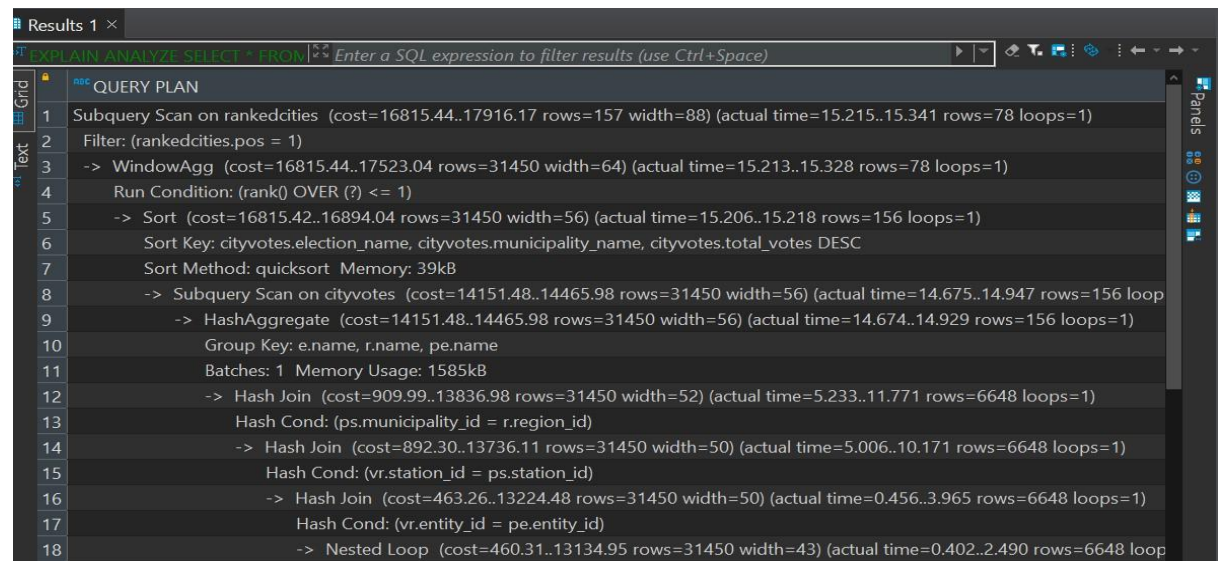 Results 1 ×
EXPLAIN ANALYZE SELECT * FROM Enter a SQL expression to filter results (use Ctrl+Space)
Grid
Text
Panels
ABC QUERY PLAN
1 Subquery Scan on rankedcities (cost=16815.44..17916.17 rows=157 width=88) (actual time=15.215..15.341 rows=78 loops=1)
2 Filter: (rankedcities.pos = 1)
3 -> WindowAgg (cost=16815.44..17523.04 rows=31450 width=64) (actual time=15.213..15.328 rows=78 loops=1)
4 Run Condition: (rank() OVER (?) <= 1)
5 -> Sort (cost=16815.42..16894.04 rows=31450 width=56) (actual time=15.206..15.218 rows=156 loops=1)
6 Sort Key: cityvotes.election_name, cityvotes.municipality_name, cityvotes.total_votes DESC
7 Sort Method: quicksort Memory: 39kB
8 -> Subquery Scan on cityvotes (cost=14151.48..14465.98 rows=31450 width=56) (actual time=14.675..14.947 rows=156 loop
9 -> HashAggregate (cost=14151.48..14465.98 rows=31450 width=56) (actual time=14.674..14.929 rows=156 loops=1)
10 Group Key: e.name, r.name, pe.name
11 Batches: 1 Memory Usage: 1585kB
12 -> Hash Join (cost=909.99..13836.98 rows=31450 width=52) (actual time=5.233..11.771 rows=6648 loops=1)
13 Hash Cond: (ps.municipality_id = r.region_id)
14 -> Hash Join (cost=892.30..13736.11 rows=31450 width=50) (actual time=5.006..10.171 rows=6648 loops=1)
15 Hash Cond: (vr.station_id = ps.station_id)
16 -> Hash Join (cost=463.26..13224.48 rows=31450 width=50) (actual time=0.456..3.965 rows=6648 loops=1)
17 Hash Cond: (vr.entity_id = pe.entity_id)
18 -> Nested Loop (cost=460.31..13134.95 rows=31450 width=43) (actual time=0.402..2.490 rows=6648 loop